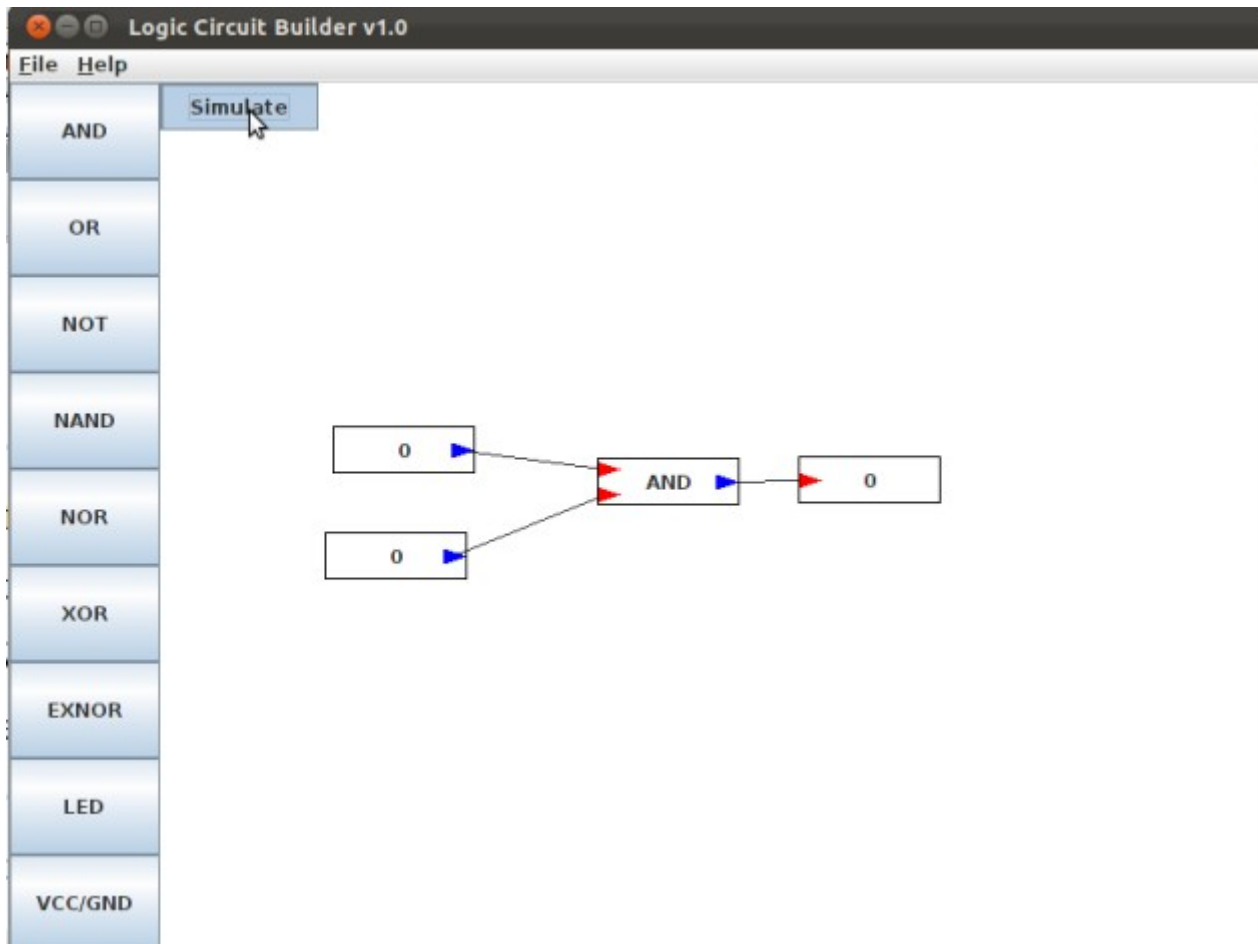 Logic Circuit Builder v1.0
File Help
Simulate
AND
OR
NOT
NAND
NOR
XOR
EXNOR
LED
VCC/GND
0
0
AND
0